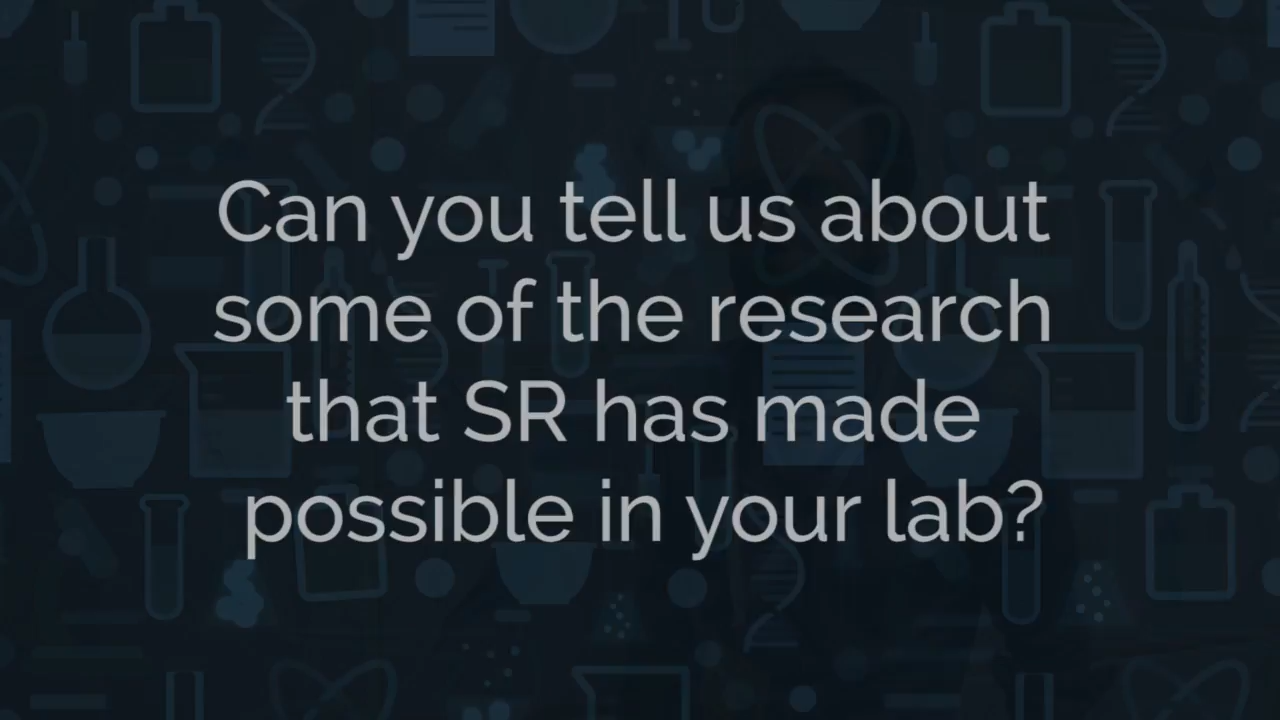 Can you tell us about
some of the research
that SR has made
possible in your lab?